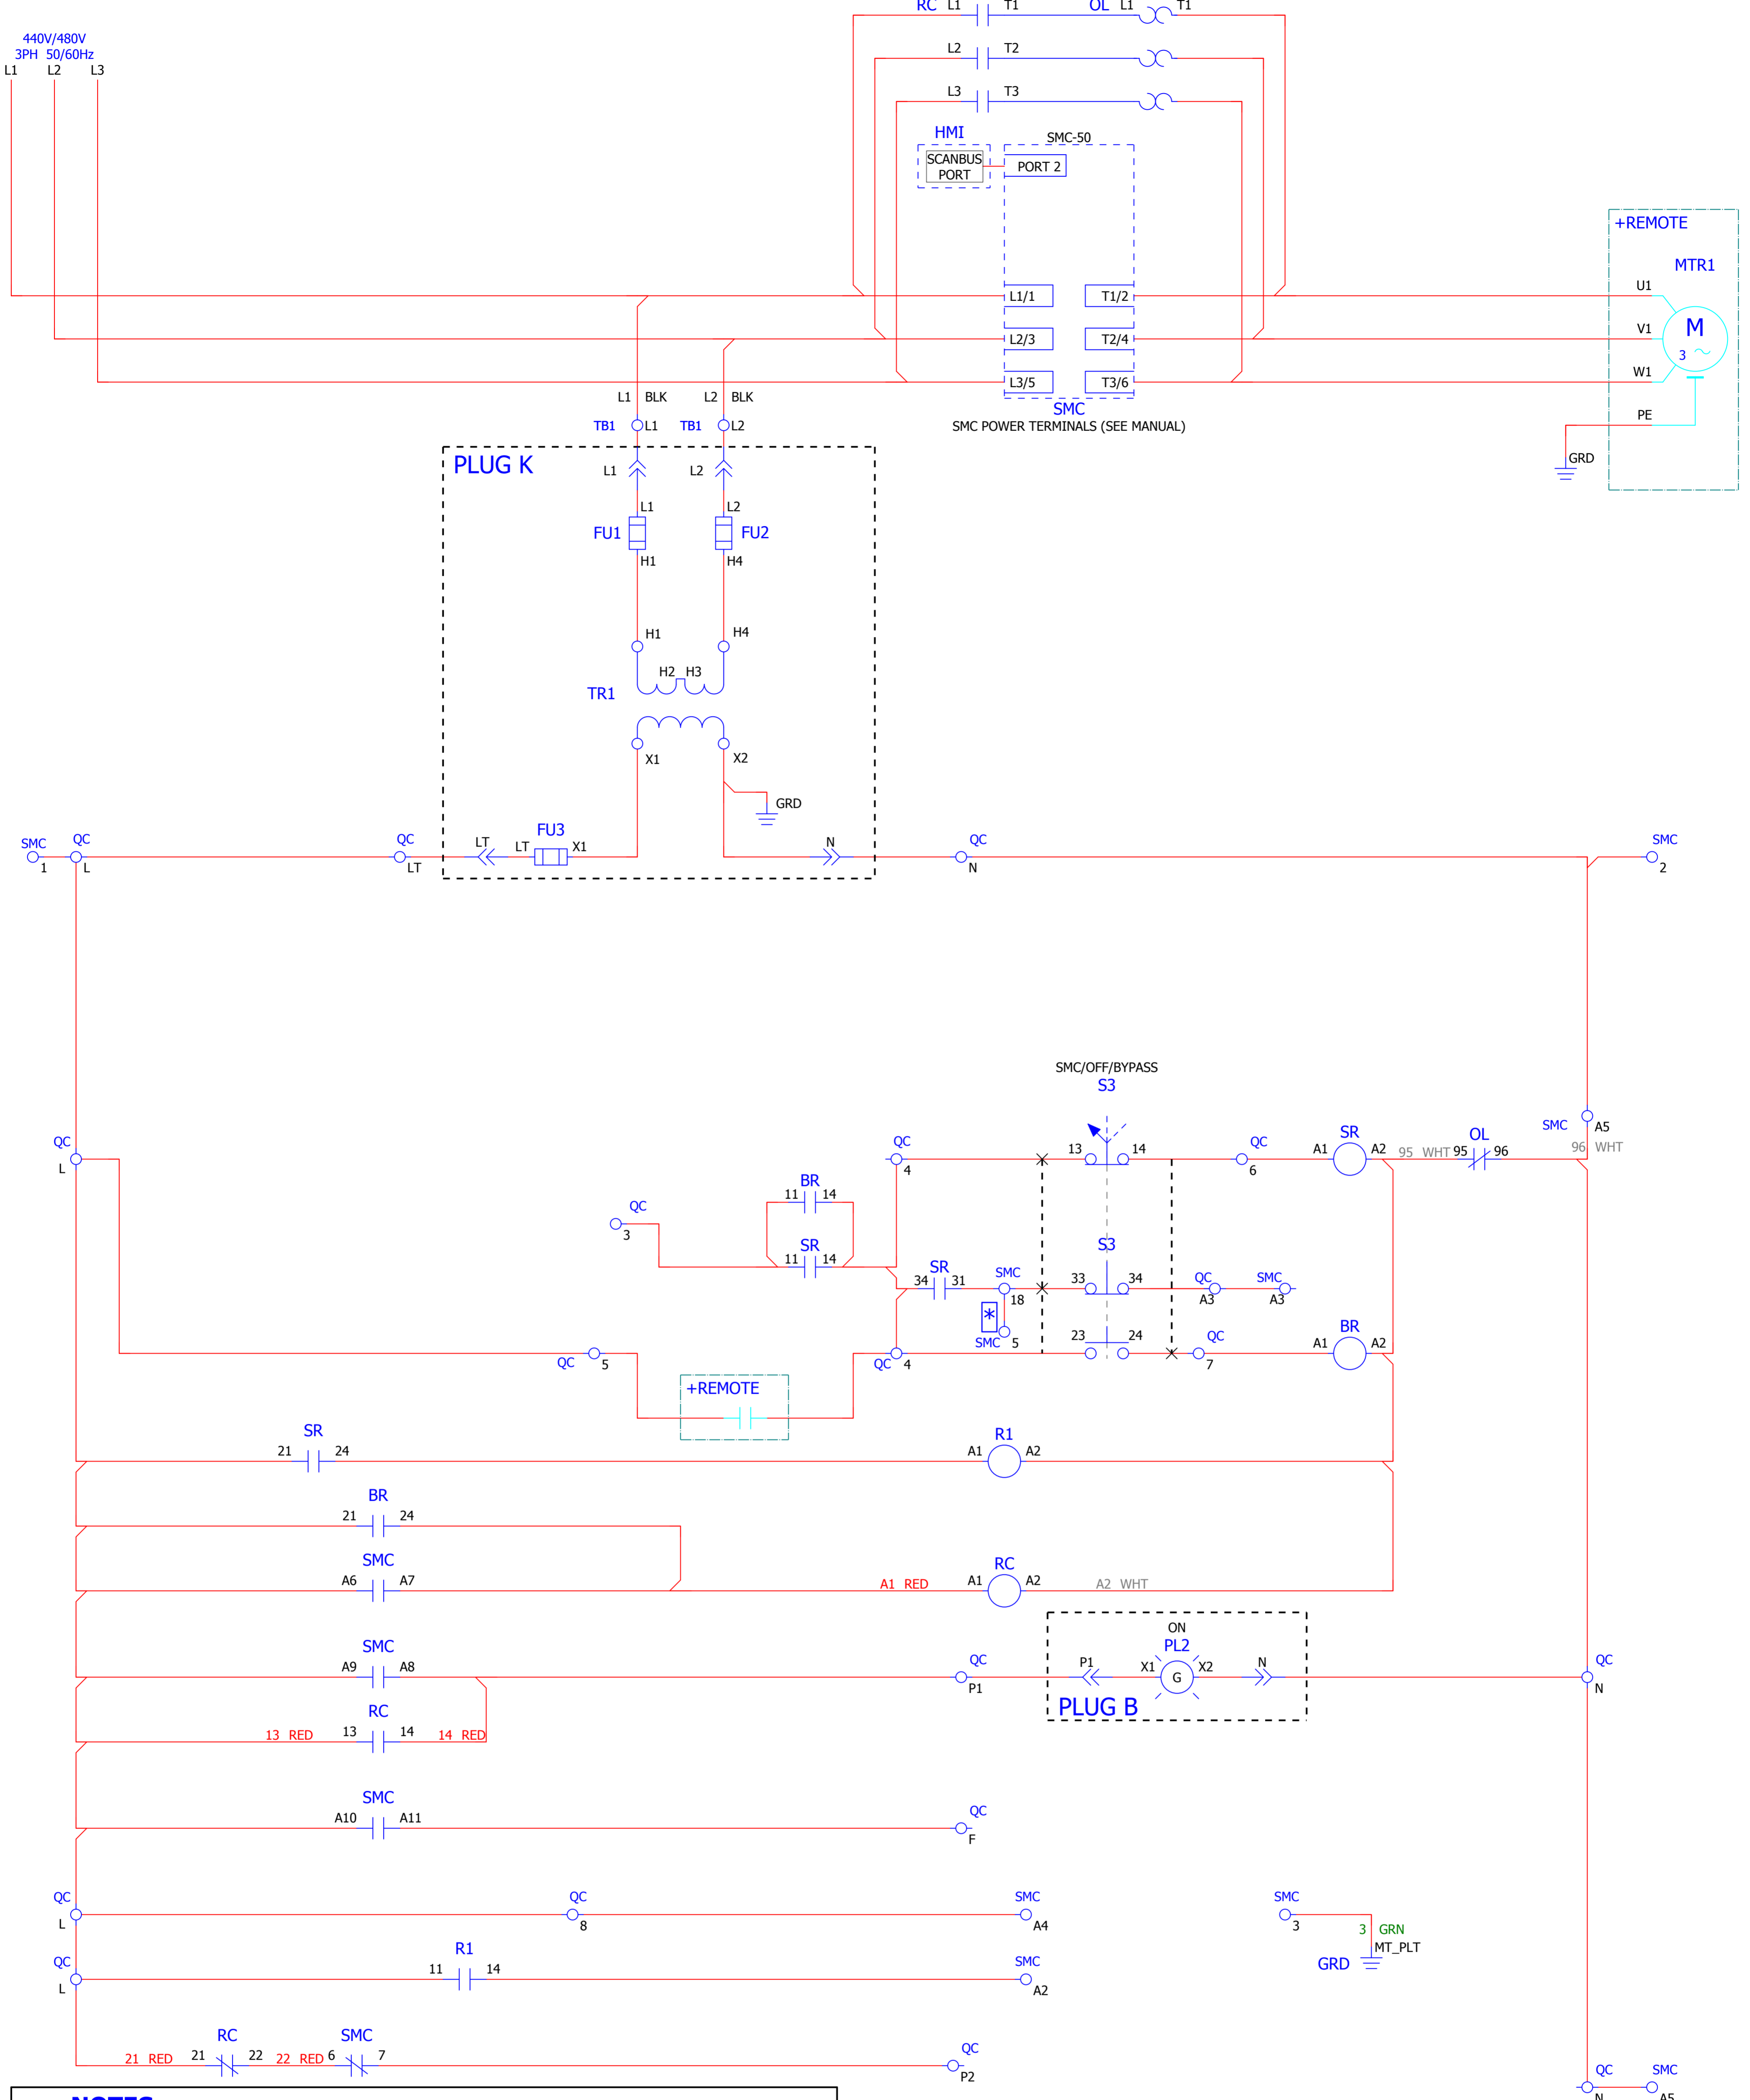 RC L1 T1 OL L1 T1
440V/480V
3PH 50/60Hz
L1 L2 L3
L2 T2
L3 T3
HMI
SMC-50
SCANBUS
PORT
PORT 2
+REMOTE
MTR1
U1
L1/1 T1/2
V1
M
3
L2/3 T2/4
W1
L3/5 T3/6
L1 BLK L2 BLK
SMC
PE
TB1 L1 TB1 L2
SMC POWER TERMINALS (SEE MANUAL)
GRD
PLUG K
L1 L2
L1 L2
FU1 FU2
H1 H4
H1 H4
H2 H3
TR1
X1 X2
GRD
FU3
SMC QC QC LT LT X1 N QC SMC
1 L LT N 2
SMC/OFF/BYPASS
S3
SMC A5
QC QC 13 14 QC SR OL
A1 A2 95 WHT 95 96 96 WHT
L 4 6
BR
11 14
QC
3
SR
11 14
S3
SR
34 31 SMC 33 34 QC SMC
18 A3 A3
*
SMC 5
23 24 QC BR
A1 A2
QC 5 QC 4 7
+REMOTE
SR R1
21 24 A1 A2
BR
21 24
SMC RC
A6 A7 A1 RED A1 A2 A2 WHT
ON
PL2
SMC
A9 A8 QC P1 X1 G X2 N QC
P1 N
PLUG B
RC
13 RED 13 14 14 RED
SMC
A10 A11 QC
F
QC QC SMC SMC
L 8 A4 3
3 GRN
MT_PLT
GRD
QC R1 SMC
11 14
L A2
RC SMC
21 RED 21 22 22 RED 6 7 QC
P2
QC SMC
N A5
NOTES